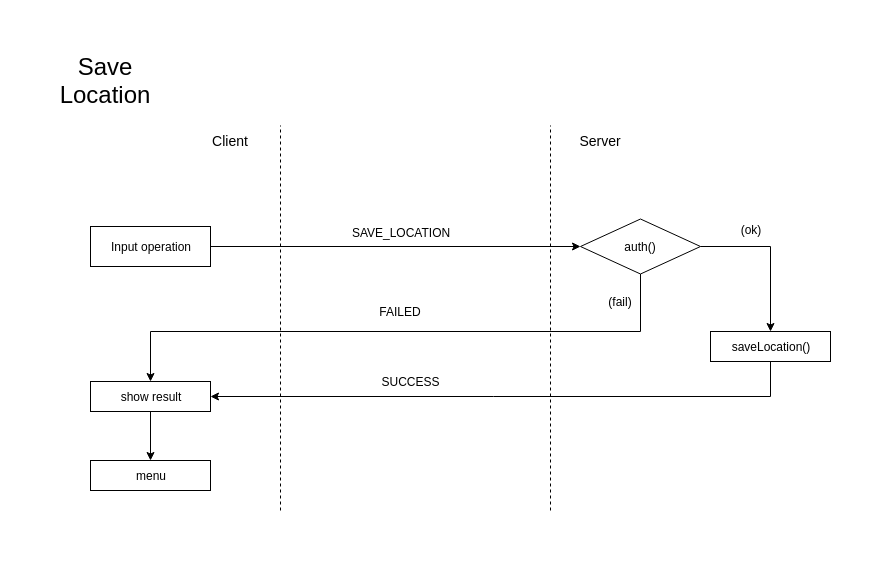 Save
Location
Client
Server
SAVE_LOCATION
(ok)
Input operation
auth()
(fail)
FAILED
saveLocation()
SUCCESS
show result
menu